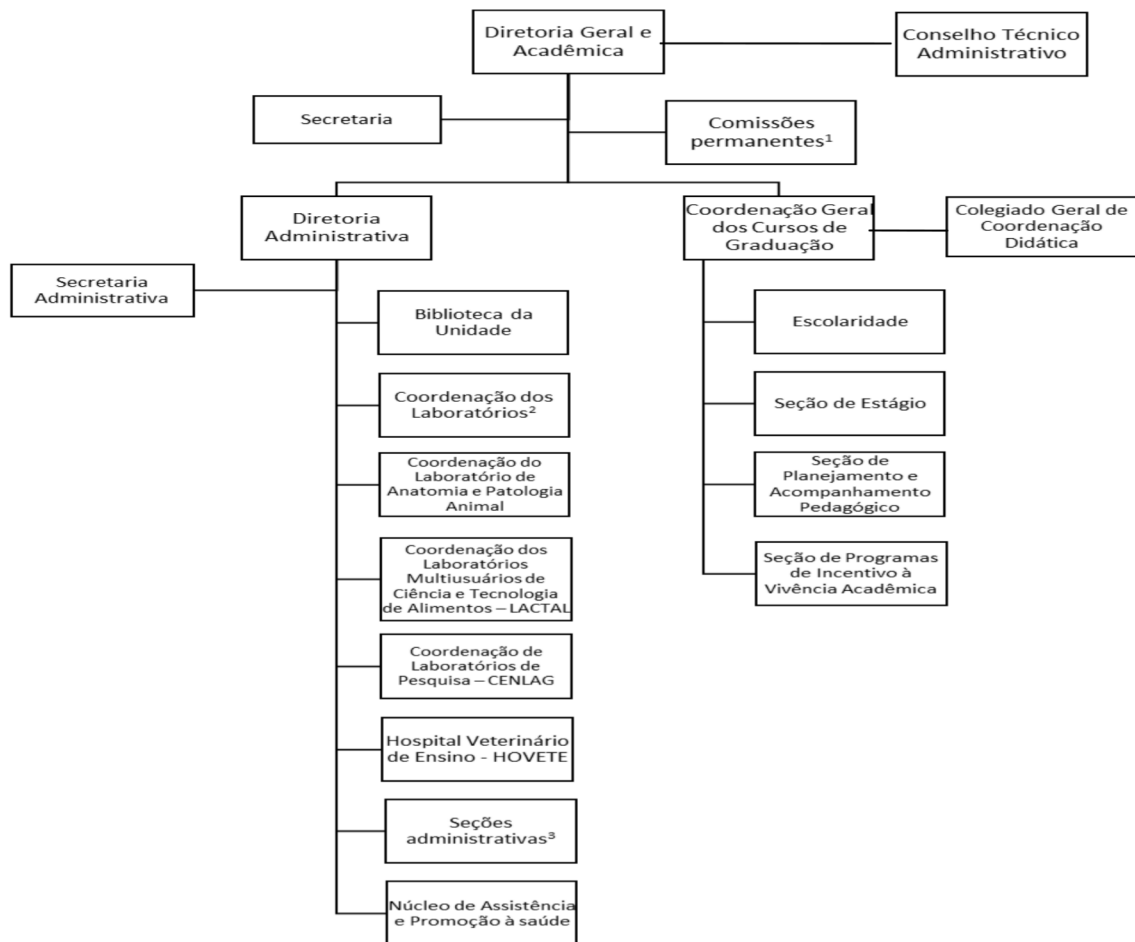 Diretoria Geral e
Acadêmica
Conselho Técnico
Administrativo
Secretaria
Comissões
permanentes¹
Diretoria
Administrativa
Coordenação Geral
dos Cursos de
Graduação
Colegiado Geral de
Coordenação
Didática
Secretaria
Administrativa
Biblioteca da
Unidade
Coordenação dos
Laboratórios²
Coordenação do
Laboratório de
Anatomia e Patologia
Animal
Coordenação dos
Laboratórios
Multiusuários de
Ciência e Tecnologia
de Alimentos – LACTAL
Coordenação de
Laboratórios de
Pesquisa – CENLAG
Hospital Veterinário
de Ensino - HOVETE
Seções
administrativas³
Núcleo de Assistência
e Promoção à saúde
Escolaridade
Seção de Estágio
Seção de
Planejamento e
Acompanhamento
Pedagógico
Seção de Programas
de Incentivo à
Vivência Acadêmica